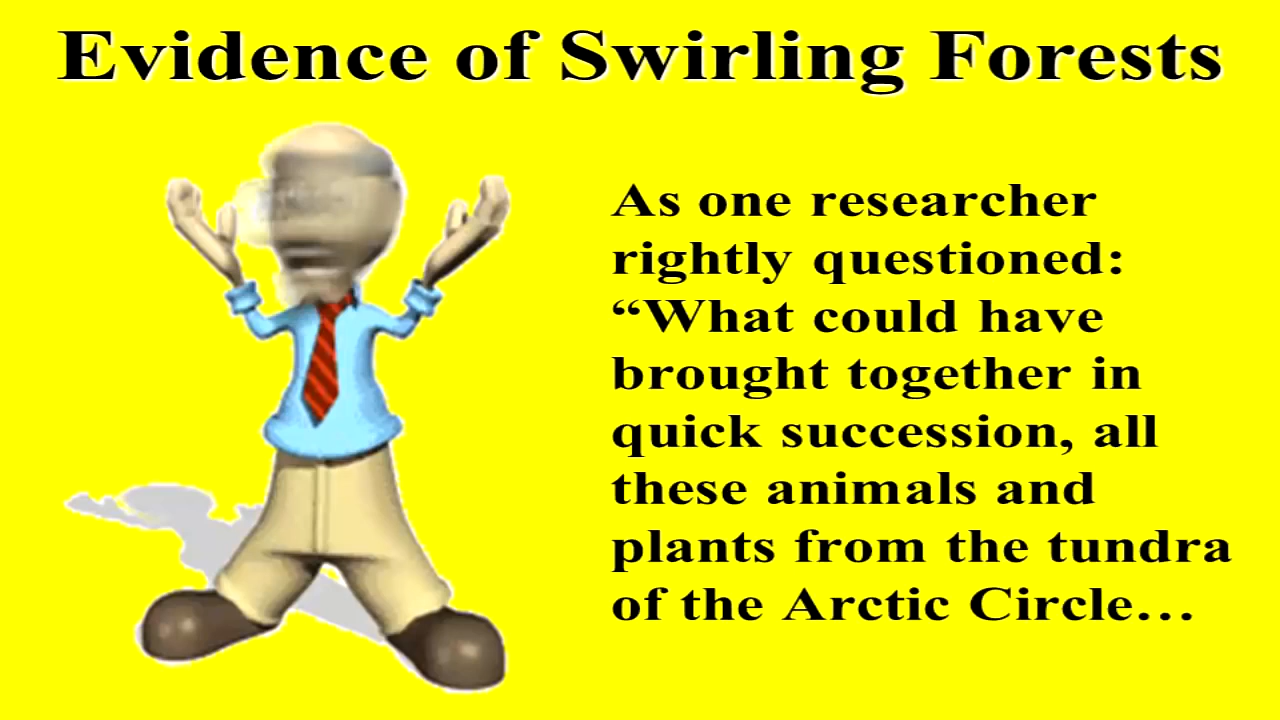 Evidence of Swirling Forests
As one researcher
rightly questioned:
“What could have
brought together in
quick succession, all
these animals and
plants from the tundra
of the Arctic Circle…